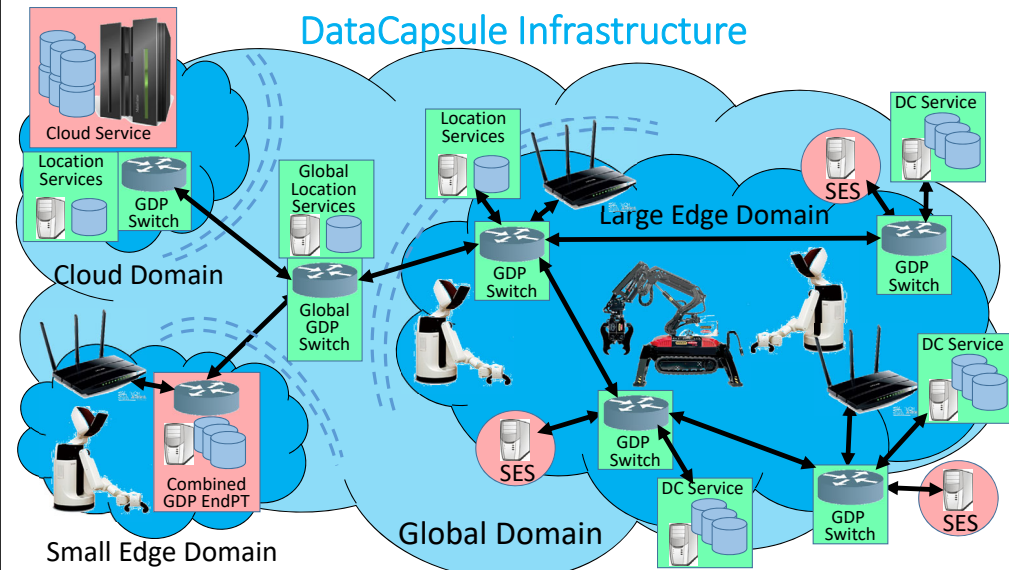 DataCapsule Infrastructure
Cloud Service
Location
Services
GDP
Switch
Cloud Domain
Global
Location
Services
Global
GDP
Switch
Location
Services
GDP
Switch
Large Edge Domain
SES
DC Service
GDP
Switch
DC Service
GDP
Switch
SES
DC Service
GDP
Switch
SES
Combined
GDP EndPT
Small Edge Domain
Global Domain